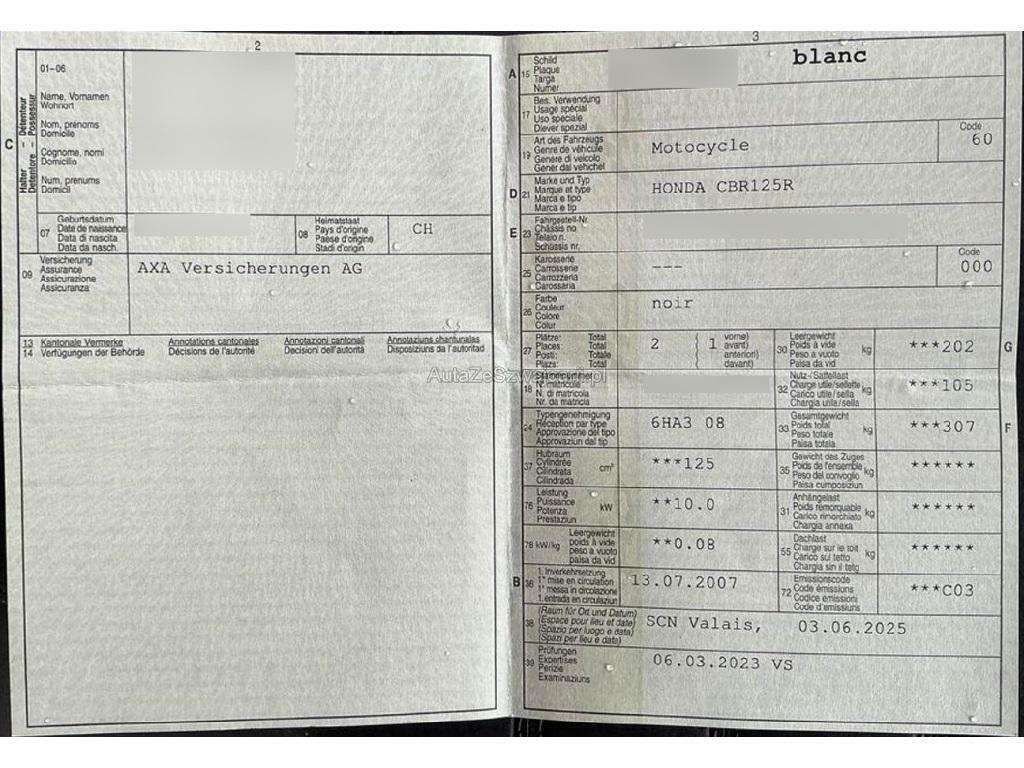 2
01-06
Halter - Détenteur
Detentore - Possessur
C
Name, Vornamen
Wohnort
Nom, prénoms
Domicile
Cognome, nomi
Domicilio
Num, prenums
Domicil
07
Geburtsdatum
Date de naissance
Data di nascita
Data da nasch.
08
Heimatstaat
Pays d'origine
Paese d'origine
Stadi d'origin
CH
09
Versicherung
Assurance
Assicurazione
Assicuranza
AXA Versicherungen AG
13 Kantonale Vermerke Annotations cantonales Annotazioni cantonali Annotaziuns chantunalas
14 Verfügungen der Behörde Décisions de l'autorité Decisioni dell'autorità Disposiziuns da l'autoritad
AutaZeSzwajcarii.pl
3
A 15
Schild
Plaque
Targa
Numer
blanc
17
Bes. Verwendung
Usage spécial
Uso speciale
Diever spezial
19
Art des Fahrzeugs
Genre de véhicule
Genere di veicolo
Gener dal vehichel
Motocycle
Code
60
D 21
Marke und Typ
Marque et type
Marca e tipo
Marca e tip
HONDA CBR125R
E 23
Fahrgestell-Nr.
Châssis no
Telaio n.
Schassis nr.
25
Karosserie
Carrosserie
Carrozzeria
Carossaria
---
Code
000
26
Farbe
Couleur
Colore
Colur
noir
27
Plätze: Total
Places: Total
Posti: Totale
Plazs: Total
2
{ 1
vorne)
avant)
anteriori)
davant)
30
Leergewicht
Poids à vide
Peso a vuoto
Paisa da vid
kg
***202
G
18
Stammnummer
N° matricule
N. di matricola
Nr. da matricla
32
Nutz-/Sattellast
Charge utile/sellette
Carico utile/sella
Chargia utila/sella
kg
***105
24
Typengenehmigung
Réception par type
Approvazione del tipo
Approvaziun dal tip
6HA3 08
33
Gesamtgewicht
Poids total
Peso totale
Paisa totala
kg
***307
F
37
Hubraum
Cylindrée
Cilindrata
Cilindrada
cm³
***125
35
Gewicht des Zuges
Poids de l'ensemble
Peso del convoglio
Paisa cumposiziun
kg
******
76
Leistung
Puissance
Potenza
Prestaziun
kW
**10.0
31
Anhängelast
Poids remorquable
Carico rimorchiato
Chargia annexa
kg
******
78 kW/kg
Leergewicht
poids à vide
peso a vuoto
paisa da vid
**0.08
55
Dachlast
Charge sur le toit
Carico sul tetto
Chargia sin il tetg
kg
******
B 36
1. Inverkehrsetzung
1re mise en circulation
1a messa in circolazione
1. entrada en circulaziun
13.07.2007
72
Emissionscode
Code émissions
Codice emissioni
Code d'emissiuns
***C03
38
(Raum für Ort und Datum)
(Espace pour lieu et date)
(Spazio per luogo e data)
(Spazi per lieu e data)
SCN Valais, 03.06.2025
39
Prüfungen
Expertises
Perizie
Examinaziuns
06.03.2023 VS